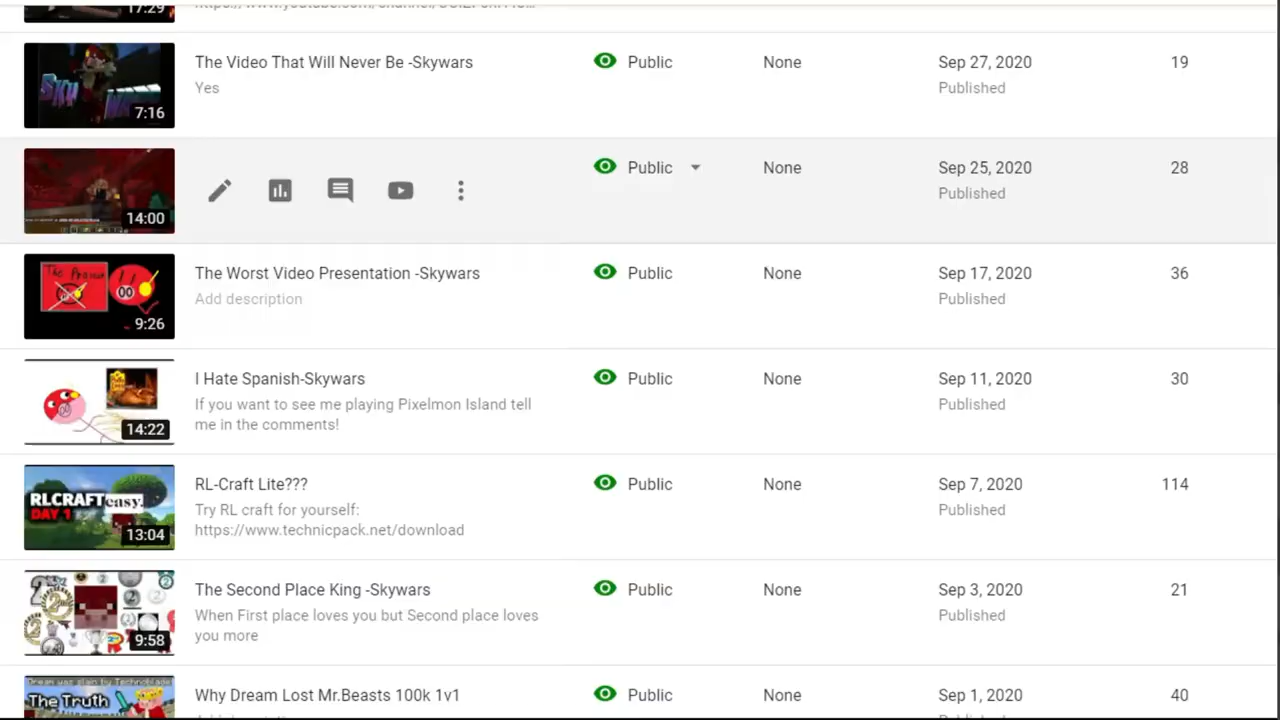 17:29
The Video That Will Never Be -Skywars
Public
None
Sep 27, 2020
19
Yes
Published
7:16
Public
None
Sep 25, 2020
28
Published
14:00
The Worst Video Presentation -Skywars
Public
None
Sep 17, 2020
36
Add description
Published
9:26
I Hate Spanish-Skywars
Public
None
Sep 11, 2020
30
If you want to see me playing Pixelmon Island tell
me in the comments!
Published
14:22
RL-Craft Lite???
Public
None
Sep 7, 2020
114
Try RL craft for yourself:
https://www.technicpack.net/download
Published
RLCRAFT easy.
DAY 1
13:04
The Second Place King -Skywars
Public
None
Sep 3, 2020
21
When First place loves you but Second place loves
you more
Published
9:58
Why Dream Lost Mr.Beasts 100k 1v1
Public
None
Sep 1, 2020
40
Dream was slain by Technoblade
The Truth